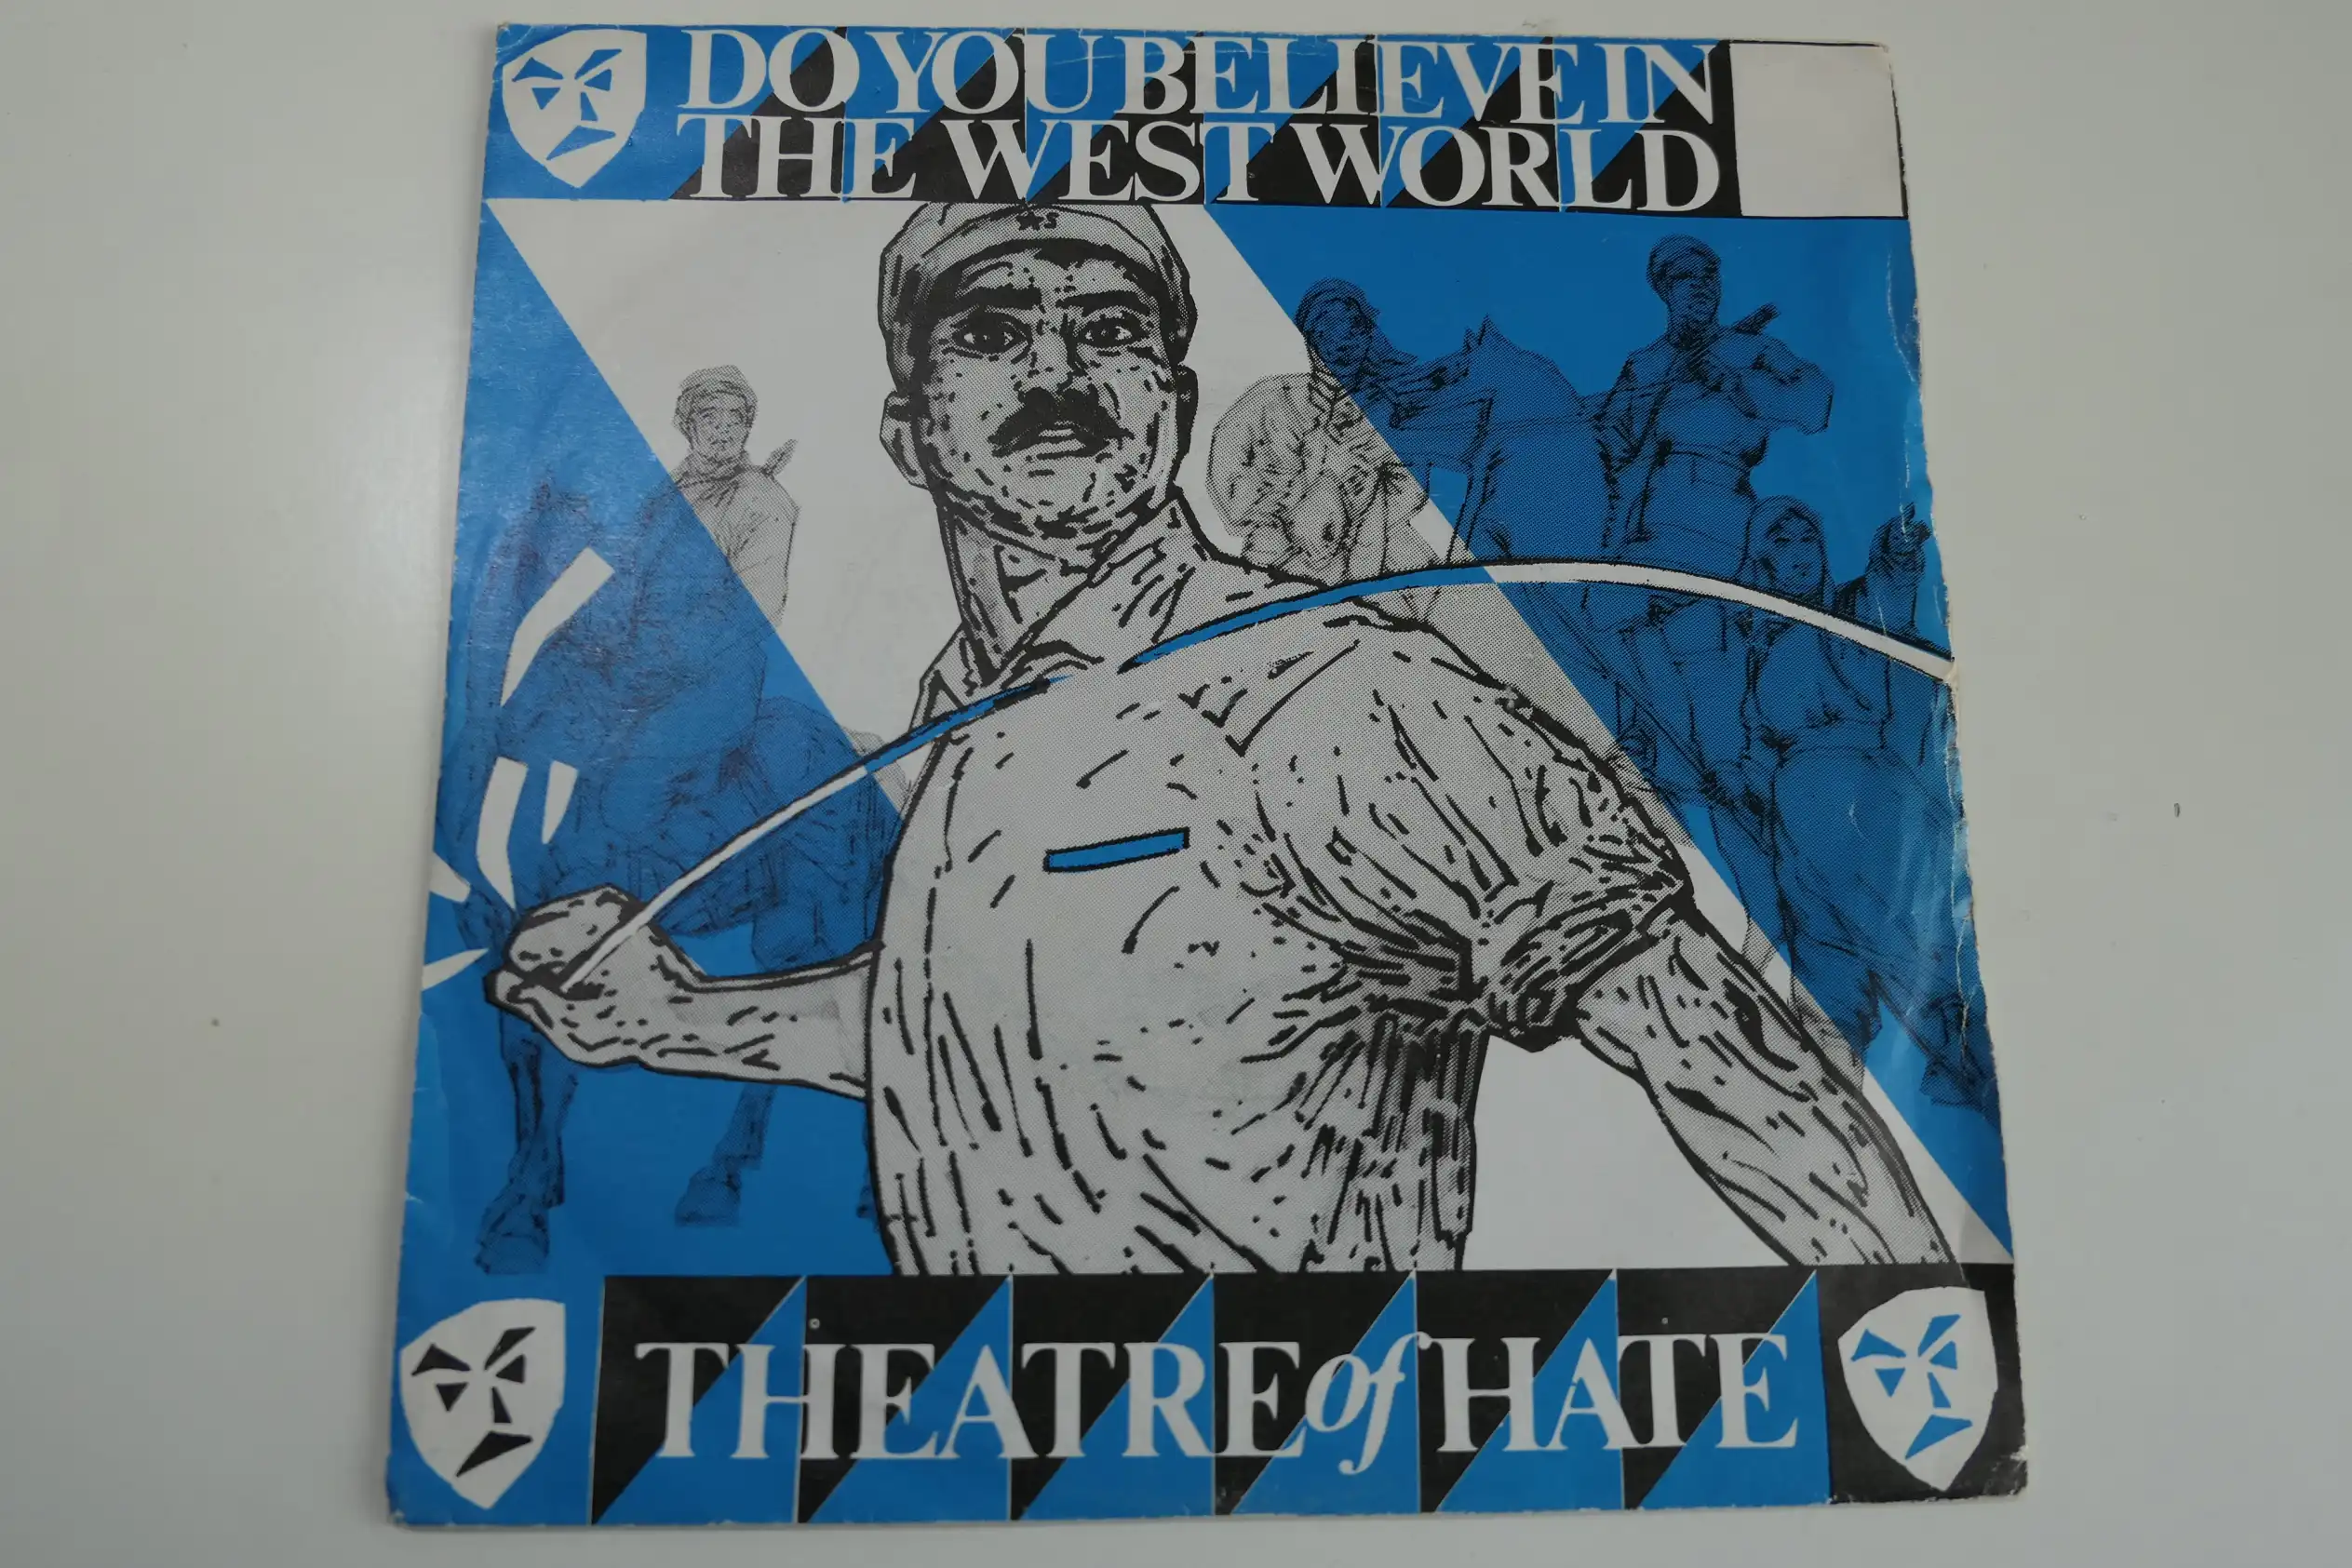 DO YOU BELIEVE IN
THE WEST WORLD
THEATRE of HATE